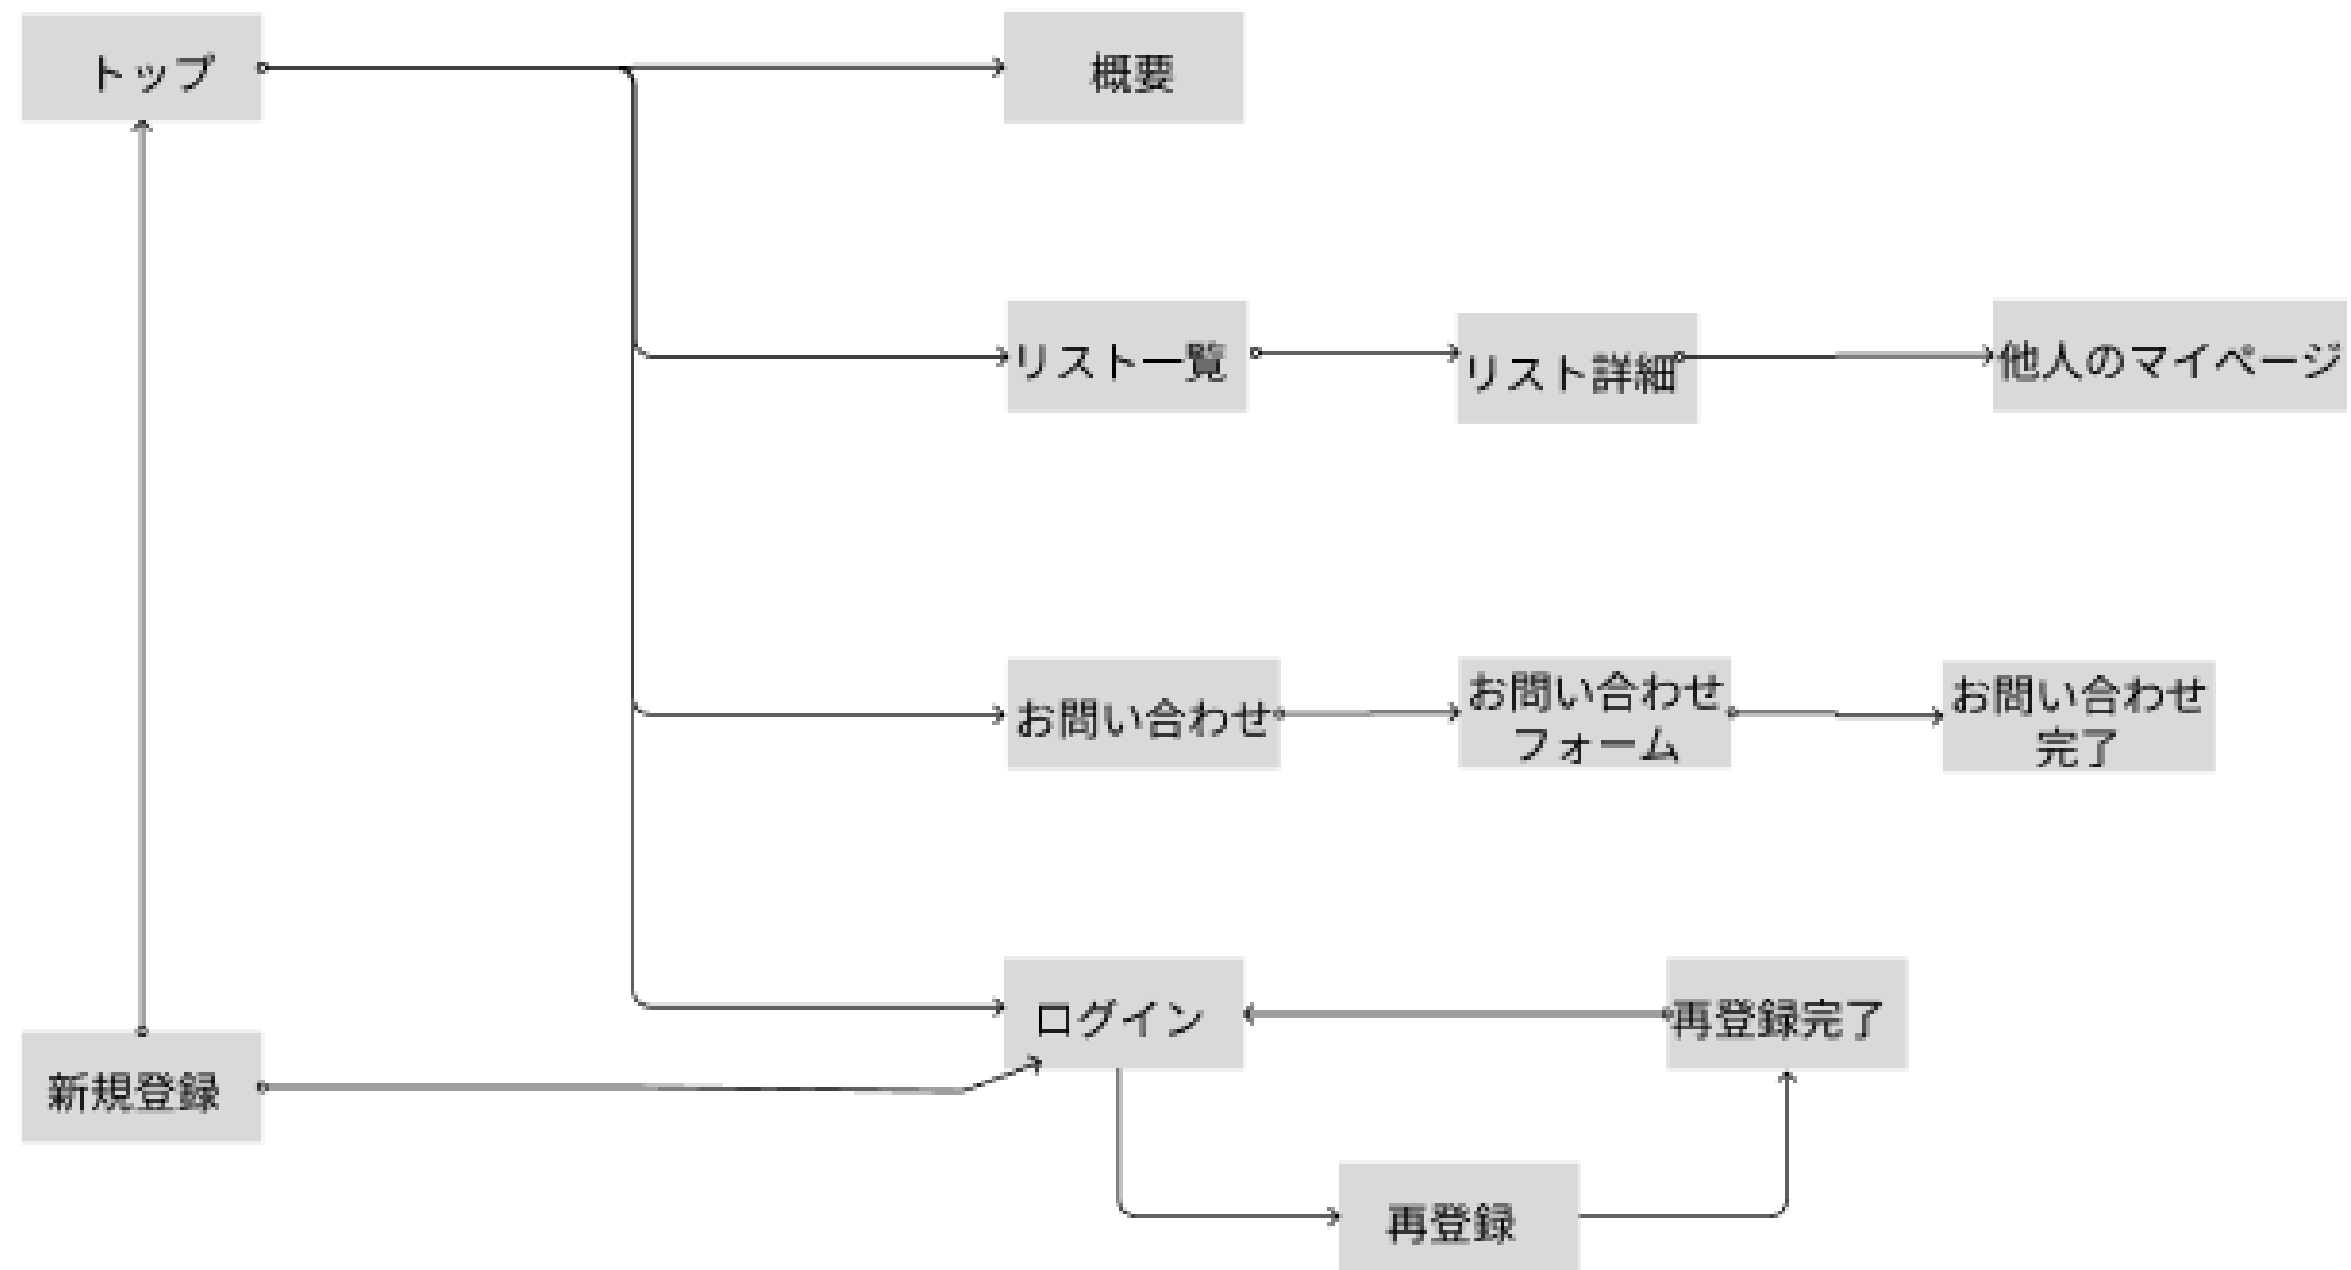 トップ
概要
リスト一覧
リスト詳細
他人のマイページ
お問い合わせ
お問い合わせ
フォーム
お問い合わせ
完了
ログイン
再登録完了
新規登録
再登録